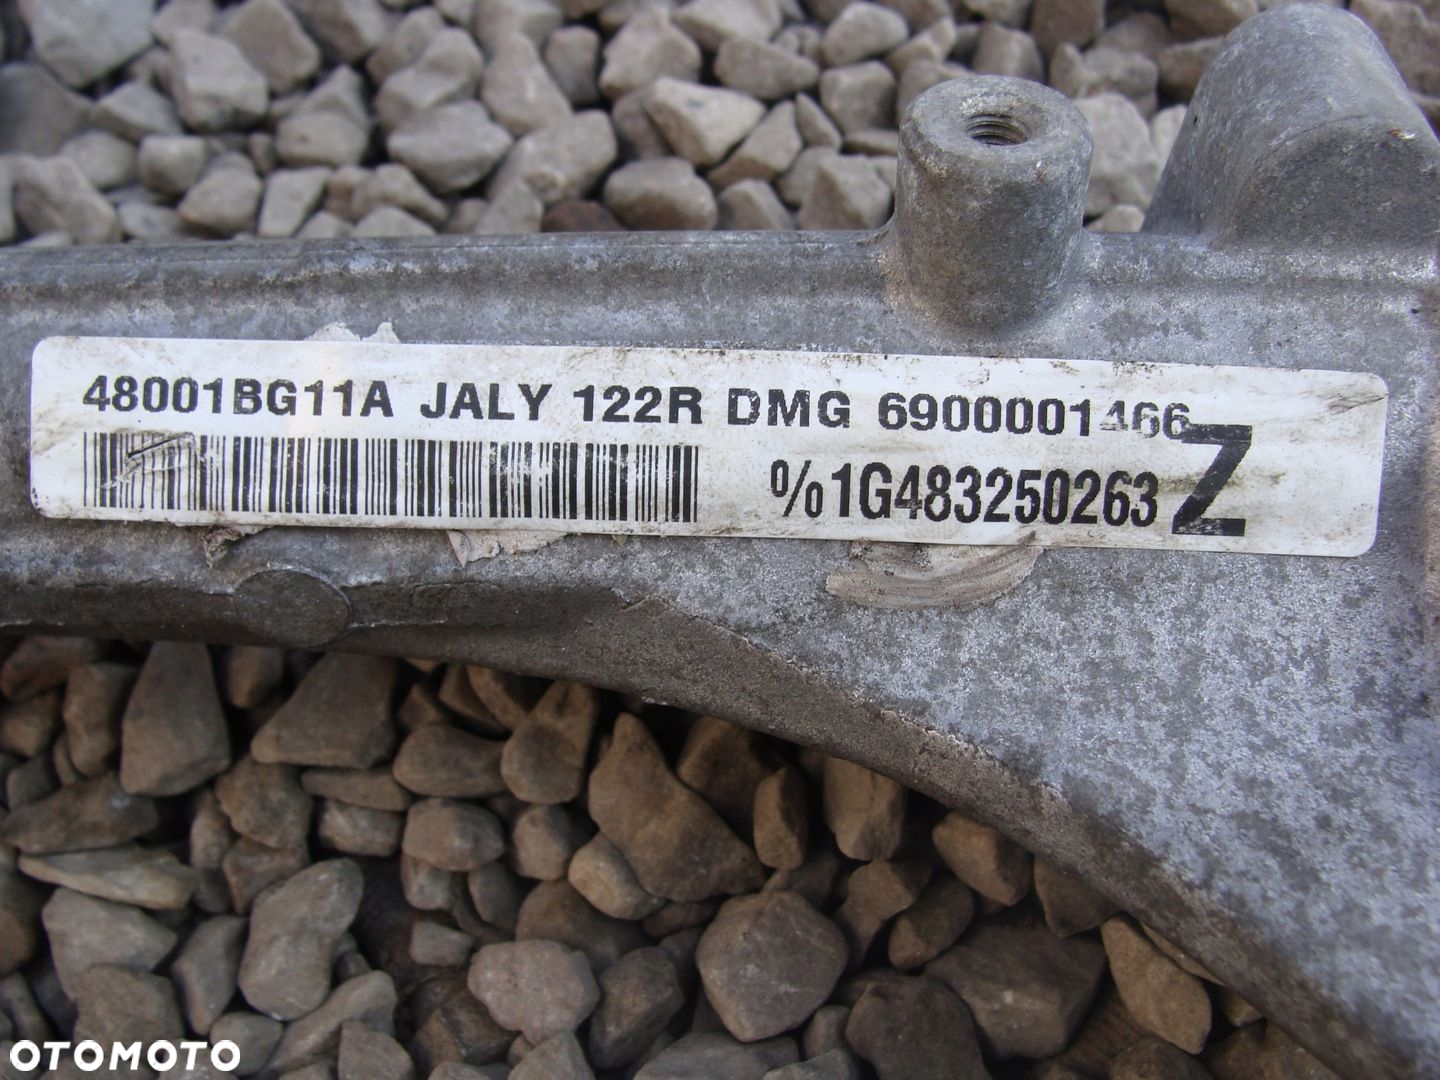 48001BG11A JALY 122R DMG 6900001466
%1G483250263 Z
OTOMOTO